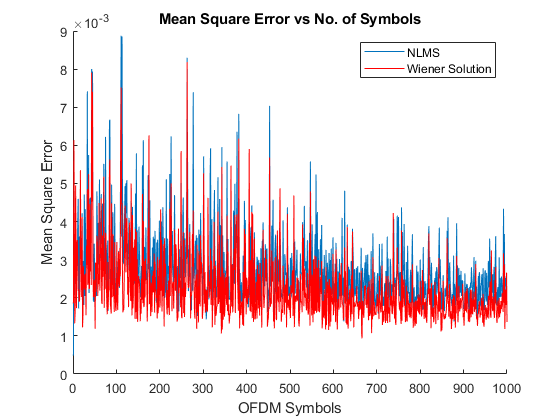 Mean Square Error vs No. of Symbols
×10-3
NLMS
Wiener Solution
9
8
7
6
5
4
3
2
1
0
Mean Square Error
0 100 200 300 400 500 600 700 800 900 1000
OFDM Symbols